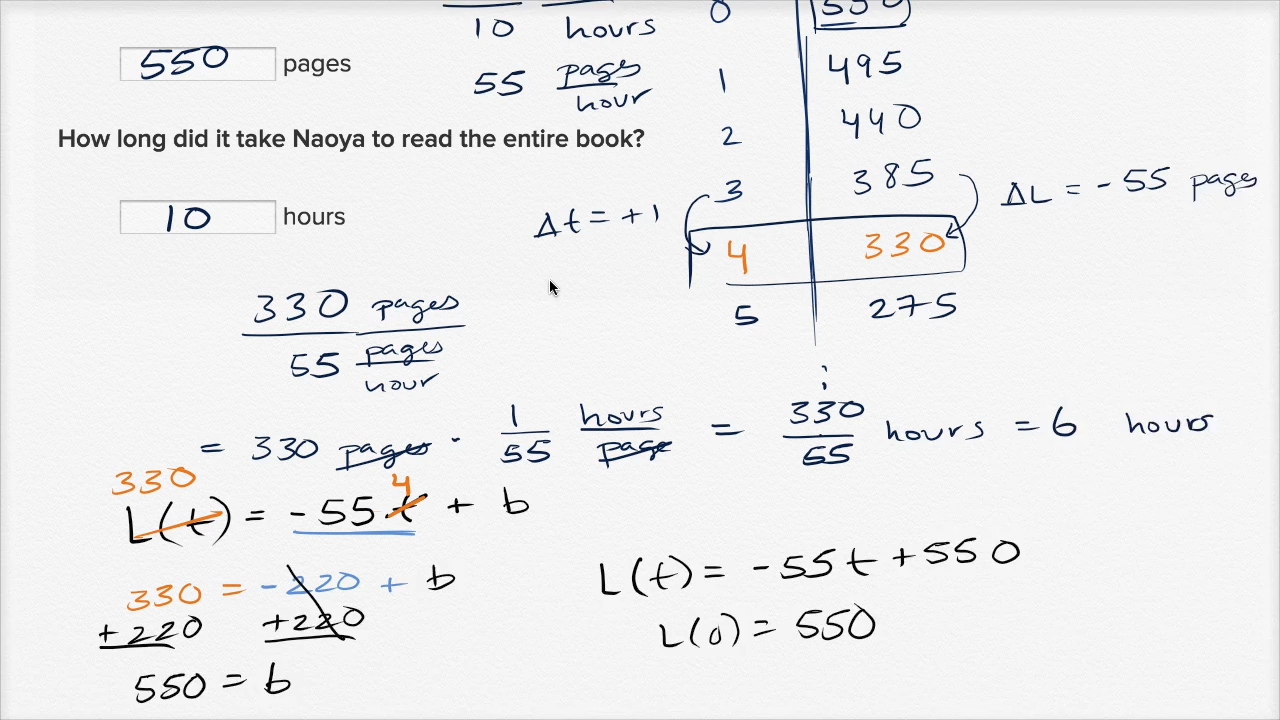 550
550 pages
10 hours
0
495
55 pages/hour
1
440
How long did it take Naoya to read the entire book?
2
385
3
ΔL = -55 pages
10 hours
Δt = +1
4
330
330 pages
5
275
55 pages/hour
= 330 pages · 1/55 hours/page = 330/55 hours = 6 hours
330
4
L(t) = -55t + b
L(t) = -55t + 550
330 = -220 + b
+220 +220
L(0) = 550
550 = b